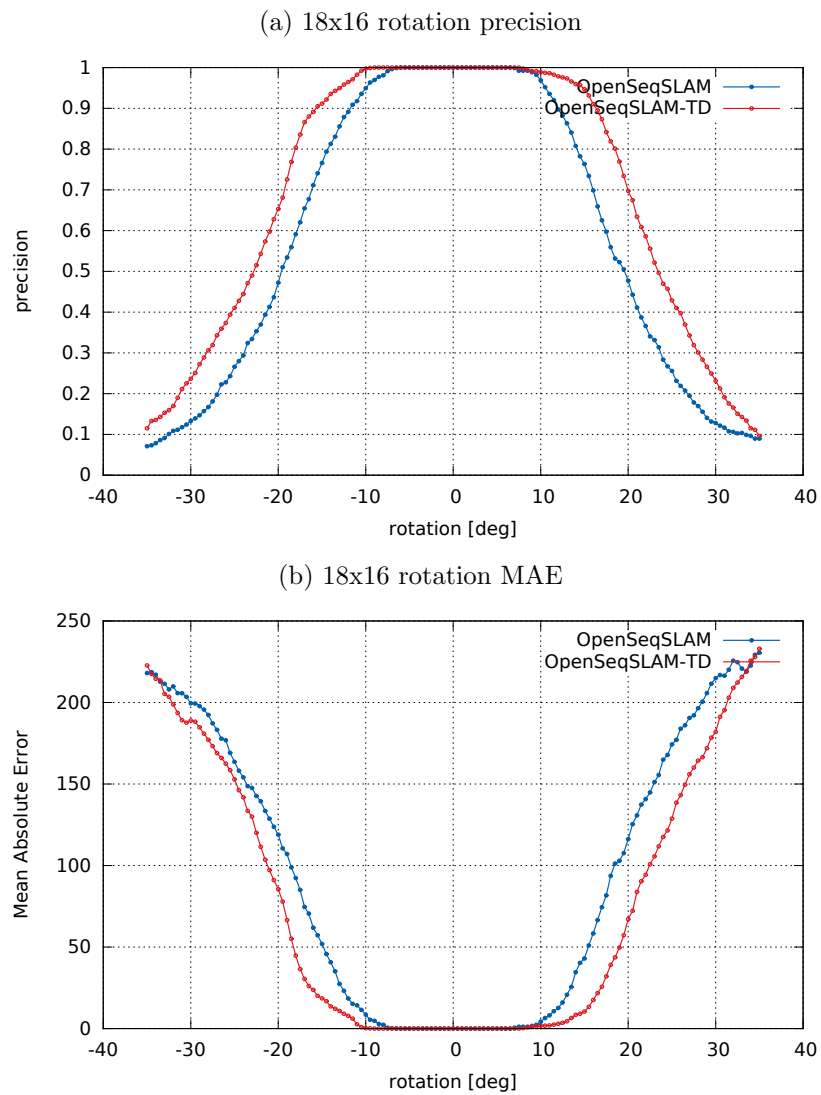 (a) 18x16 rotation precision
OpenSeqSLAM
OpenSeqSLAM-TD
1
0.9
0.8
0.7
0.6
0.5
0.4
0.3
0.2
0.1
0
precision
-40 -30 -20 -10 0 10 20 30 40
rotation [deg]
(b) 18x16 rotation MAE
OpenSeqSLAM
OpenSeqSLAM-TD
250
200
150
100
50
0
Mean Absolute Error
-40 -30 -20 -10 0 10 20 30 40
rotation [deg]